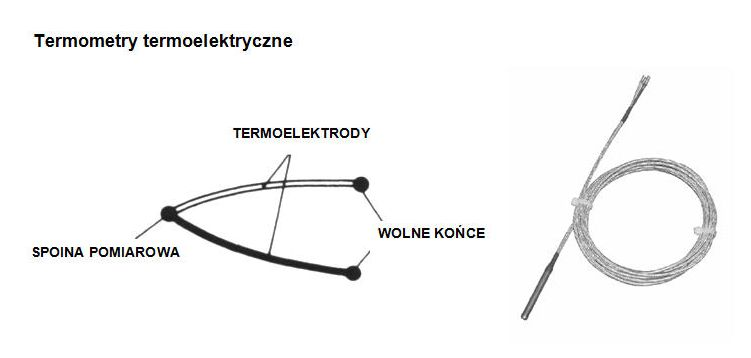 Termometry termoelektryczne
TERMOELEKTRODY
WOLNE KOŃCE
SPOINA POMIAROWA